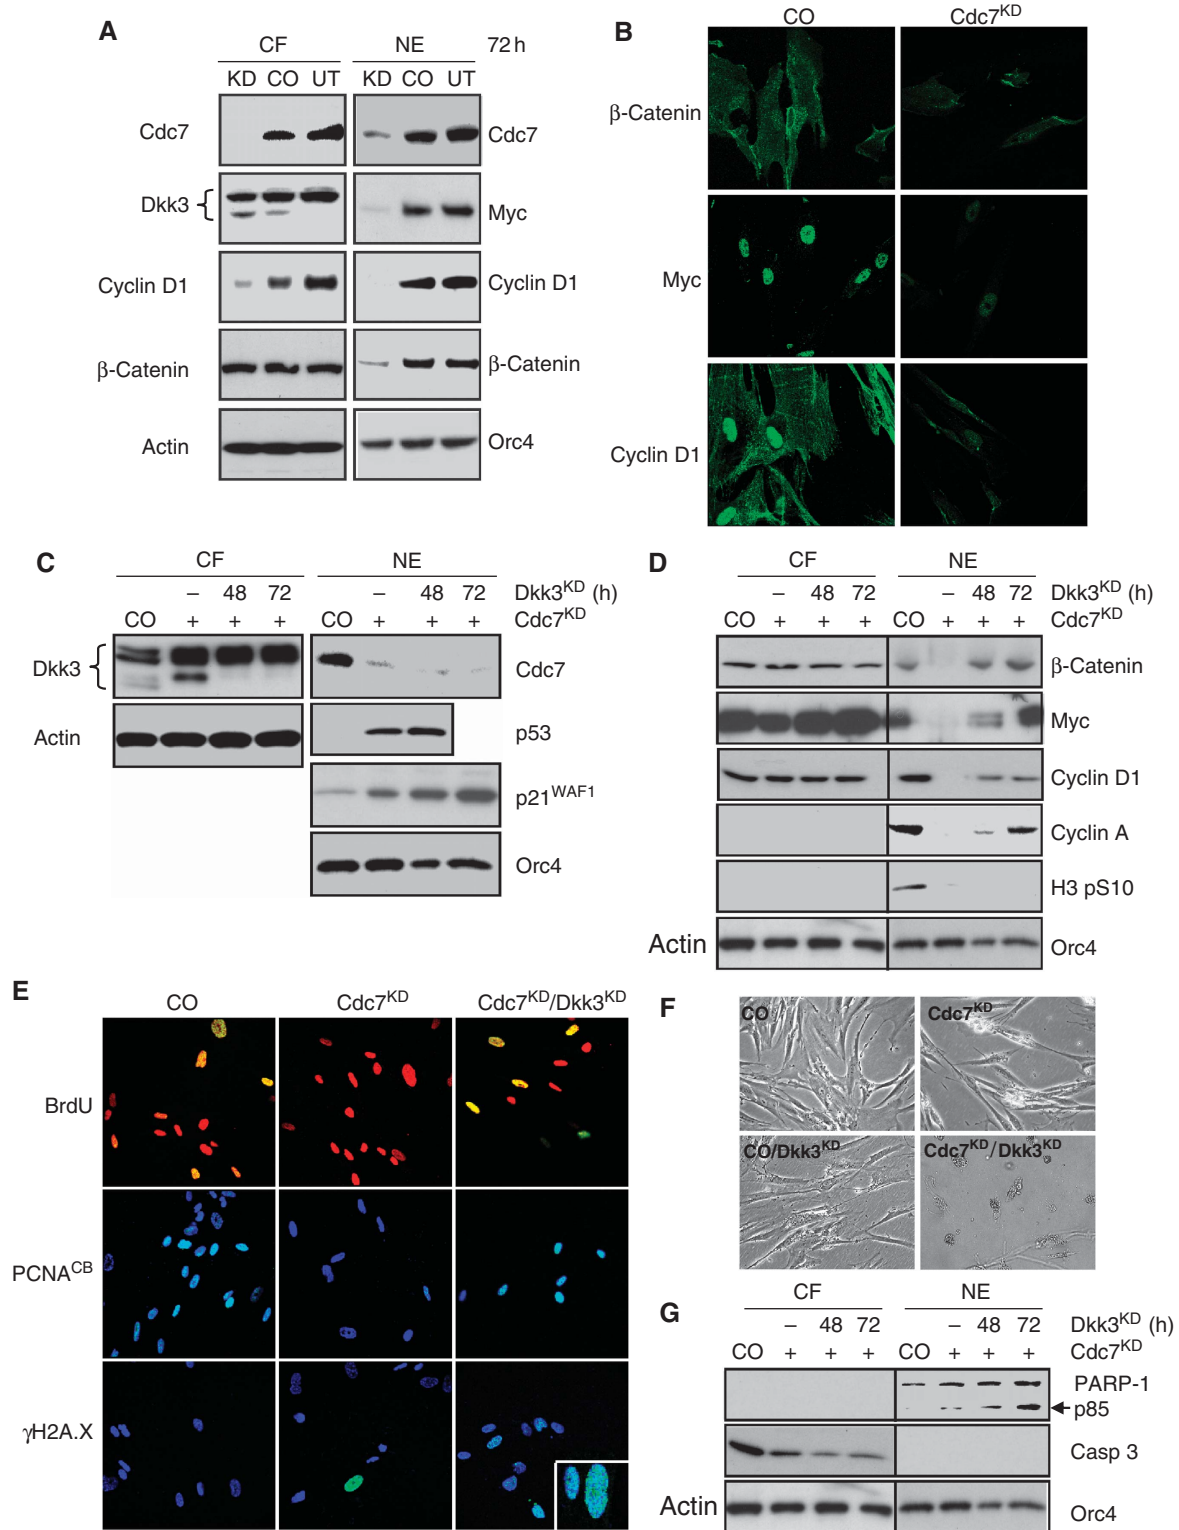 A
CF NE 72 h
KD CO UT KD CO UT
Cdc7 Cdc7
Dkk3 { Myc
Cyclin D1 Cyclin D1
β-Catenin β-Catenin
Actin Orc4
B
CO Cdc7KD
β-Catenin
Myc
Cyclin D1
C
CF NE
– 48 72 – 48 72 Dkk3KD (h)
CO + + + CO + + + Cdc7KD
Dkk3 { Cdc7
Actin p53
p21WAF1
Orc4
D
CF NE
– 48 72 – 48 72 Dkk3KD (h)
CO + + + CO + + + Cdc7KD
β-Catenin
Myc
Cyclin D1
Cyclin A
H3 pS10
Actin Orc4
E
CO Cdc7KD Cdc7KD/Dkk3KD
BrdU
PCNACB
γH2A.X
F
CO Cdc7KD
CO/Dkk3KD Cdc7KD/Dkk3KD
G
CF NE
– 48 72 – 48 72 Dkk3KD (h)
CO + + + CO + + + Cdc7KD
PARP-1
p85
Casp 3
Actin Orc4